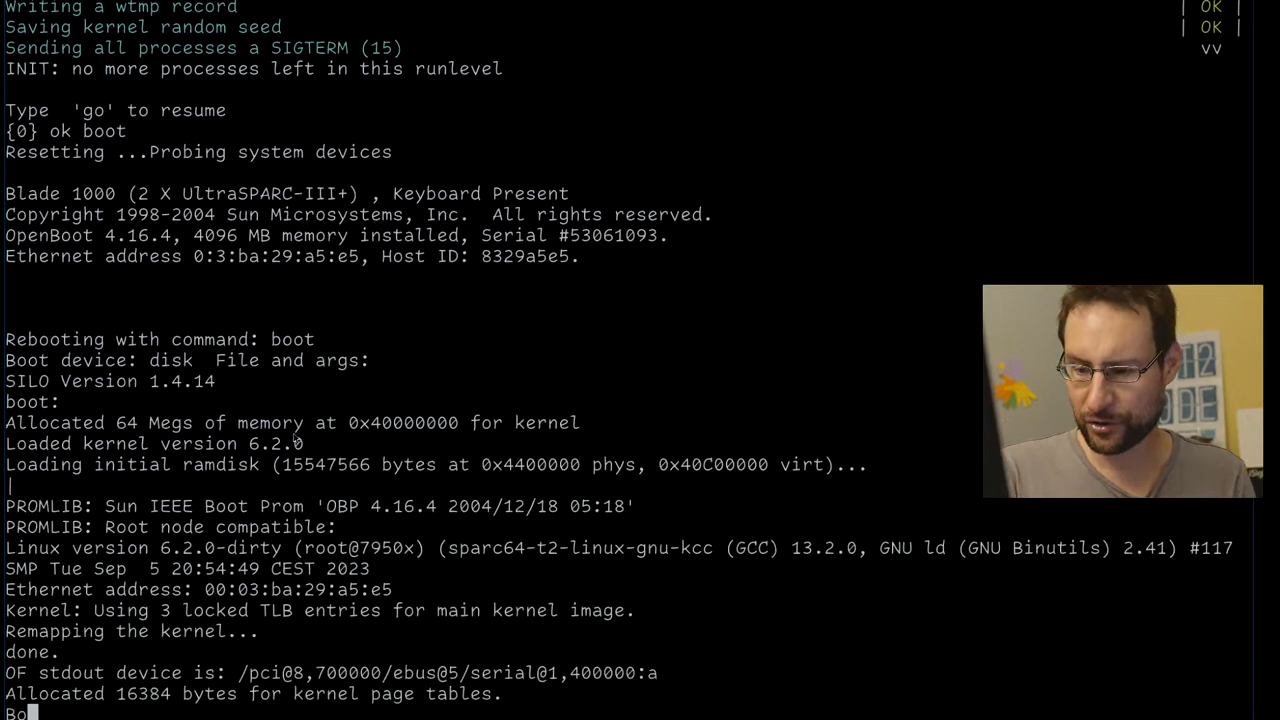 Writing a wtmp record | OK |
Saving kernel random seed | OK |
Sending all processes a SIGTERM (15) vv
INIT: no more processes left in this runlevel
Type 'go' to resume
{0} ok boot
Resetting ...Probing system devices
Blade 1000 (2 X UltraSPARC-III+) , Keyboard Present
Copyright 1998-2004 Sun Microsystems, Inc. All rights reserved.
OpenBoot 4.16.4, 4096 MB memory installed, Serial #53061093.
Ethernet address 0:3:ba:29:a5:e5, Host ID: 8329a5e5.
Rebooting with command: boot
Boot device: disk File and args:
SILO Version 1.4.14
boot:
Allocated 64 Megs of memory at 0x40000000 for kernel
Loaded kernel version 6.2.0
Loading initial ramdisk (15547566 bytes at 0x4400000 phys, 0x40C00000 virt)...
|
PROMLIB: Sun IEEE Boot Prom 'OBP 4.16.4 2004/12/18 05:18'
PROMLIB: Root node compatible:
Linux version 6.2.0-dirty (root@7950x) (sparc64-t2-linux-gnu-kcc (GCC) 13.2.0, GNU ld (GNU Binutils) 2.41) #117
SMP Tue Sep 5 20:54:49 CEST 2023
Ethernet address: 00:03:ba:29:a5:e5
Kernel: Using 3 locked TLB entries for main kernel image.
Remapping the kernel...
done.
OF stdout device is: /pci@8,700000/ebus@5/serial@1,400000:a
Allocated 16384 bytes for kernel page tables.
Bo